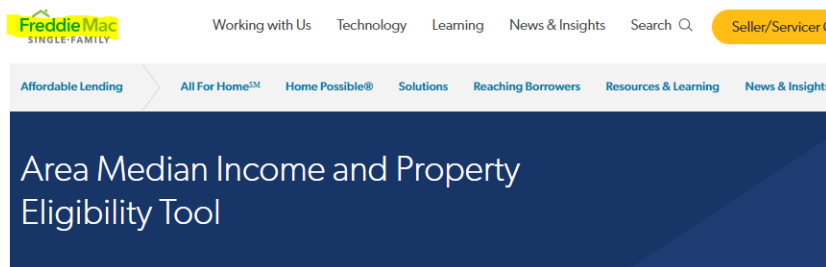 Freddie Mac
SINGLE-FAMILY
Working with Us Technology Learning News & Insights Search Seller/Servicer
Affordable Lending All For Home℠ Home Possible® Solutions Reaching Borrowers Resources & Learning News & Insights
Area Median Income and Property
Eligibility Tool